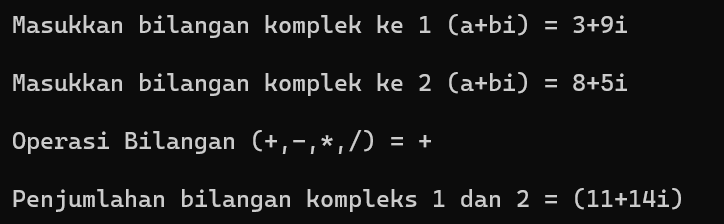 Masukkan bilangan komplek ke 1 (a+bi) = 3+9i
Masukkan bilangan komplek ke 2 (a+bi) = 8+5i
Operasi Bilangan (+,-,*,/) = +
Penjumlahan bilangan kompleks 1 dan 2 = (11+14i)